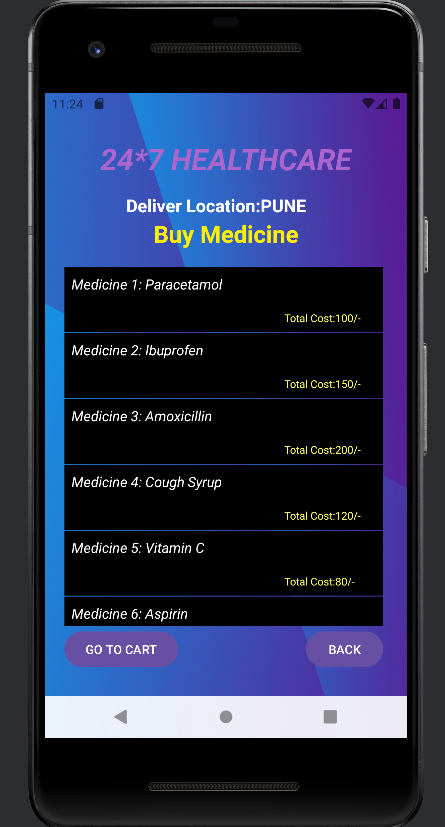 11:24
24*7 HEALTHCARE
Deliver Location:PUNE
Buy Medicine
Medicine 1: Paracetamol
Total Cost:100/-
Medicine 2: Ibuprofen
Total Cost:150/-
Medicine 3: Amoxicillin
Total Cost:200/-
Medicine 4: Cough Syrup
Total Cost:120/-
Medicine 5: Vitamin C
Total Cost:80/-
Medicine 6: Aspirin
GO TO CART BACK